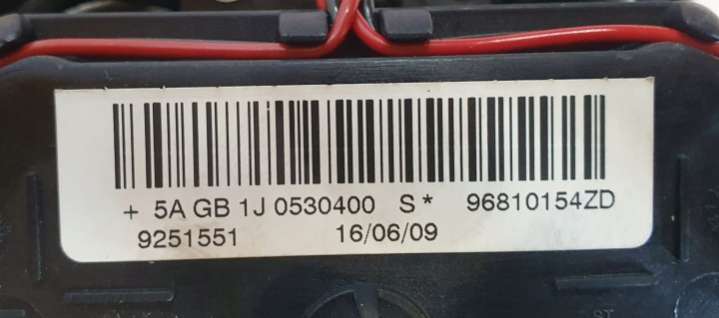 + 5A GB 1J 0530400 S * 96810154ZD
9251551 16/06/09